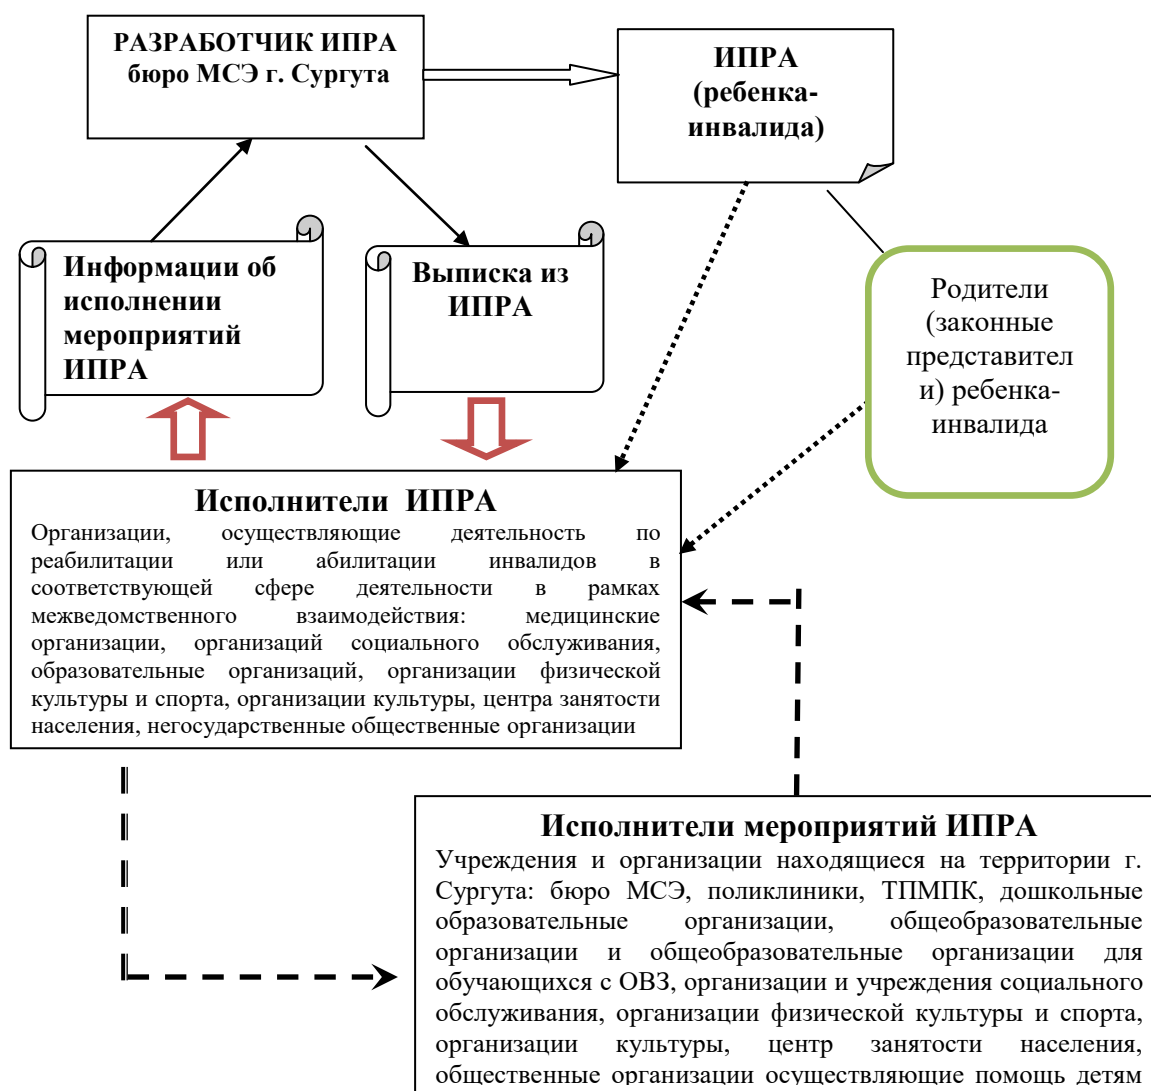 РАЗРАБОТЧИК ИПРА
бюро МСЭ г. Сургута
ИПРА
(ребенка-
инвалида)
Информации об
исполнении
мероприятий
ИПРА
Выписка из
ИПРА
Родители
(законные
представител
и) ребенка-
инвалида
Исполнители ИПРА
Организации, осуществляющие деятельность по
реабилитации или абилитации инвалидов в
соответствующей сфере деятельности в рамках
межведомственного взаимодействия: медицинские
организации, организаций социального обслуживания,
образовательные организаций, организации физической
культуры и спорта, организации культуры, центра занятости
населения, негосударственные общественные организации
Исполнители мероприятий ИПРА
Учреждения и организации находящиеся на территории г.
Сургута: бюро МСЭ, поликлиники, ТПМПК, дошкольные
образовательные организации, общеобразовательные
организации и общеобразовательные организации для
обучающихся с ОВЗ, организации и учреждения социального
обслуживания, организации физической культуры и спорта,
организации культуры, центр занятости населения,
общественные организации осуществляющие помощь детям